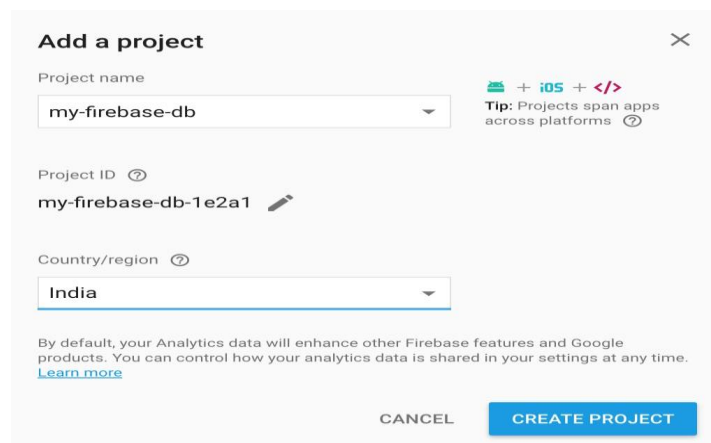 Add a project
Project name
my-firebase-db
+ iOS + </>
Tip: Projects span apps
across platforms
Project ID
my-firebase-db-1e2a1
Country/region
India
By default, your Analytics data will enhance other Firebase features and Google
products. You can control how your analytics data is shared in your settings at any time.
Learn more
CANCEL
CREATE PROJECT